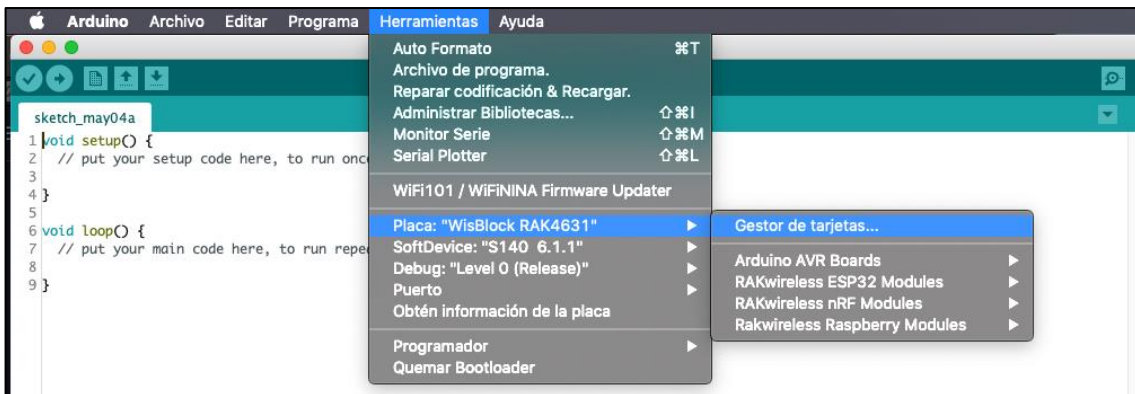 Arduino Archivo Editar Programa Herramientas Ayuda
Auto Formato ⌘T
Archivo de programa.
Reparar codificación & Recargar.
Administrar Bibliotecas... ⇧⌘I
Monitor Serie ⇧⌘M
Serial Plotter ⇧⌘L
WiFi101 / WiFiNINA Firmware Updater
Placa: "WisBlock RAK4631"
SoftDevice: "S140 6.1.1"
Debug: "Level 0 (Release)"
Puerto
Obtén información de la placa
Programador
Quemar Bootloader
Gestor de tarjetas...
Arduino AVR Boards
RAKwireless ESP32 Modules
RAKwireless nRF Modules
Rakwireless Raspberry Modules
sketch_may04a
1 void setup() {
2 // put your setup code here, to run once
3
4 }
5
6 void loop() {
7 // put your main code here, to run repe
8
9 }